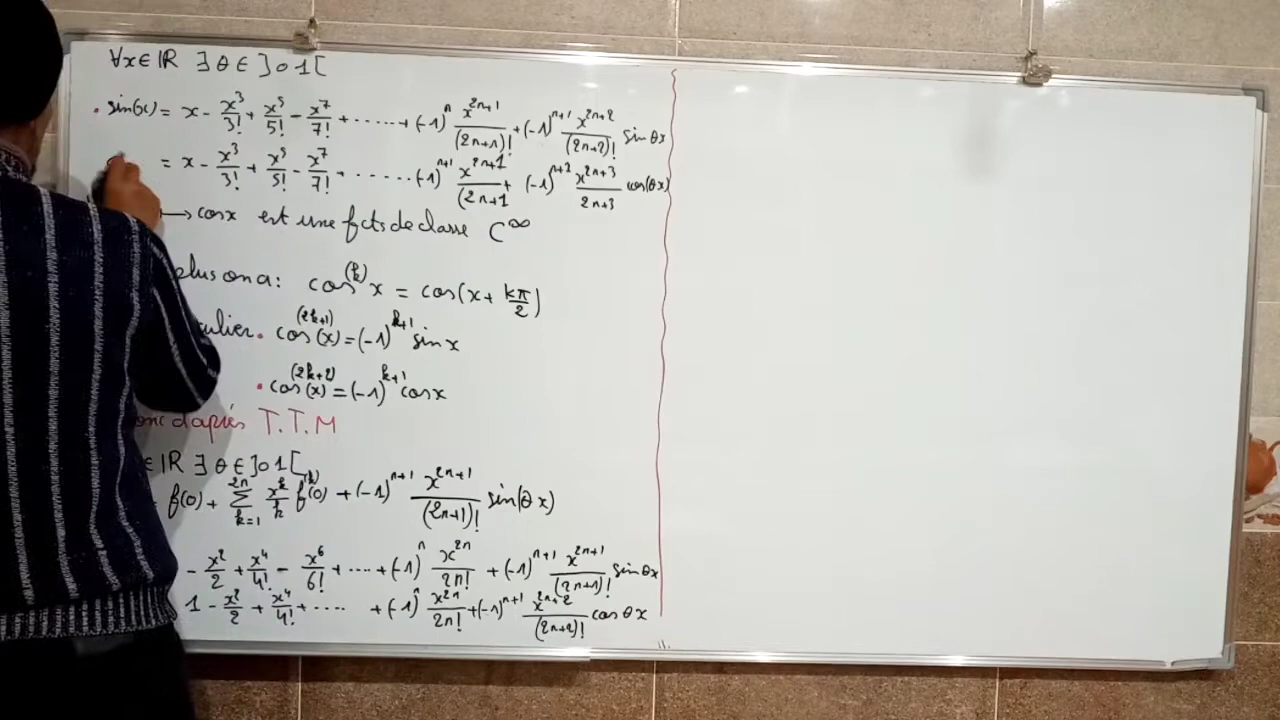 ∀x∈ℝ ∃θ∈]0 1[
• sin(x) = x - x³/3! + x⁵/5! - x⁷/7! + ...... + (-1)ⁿ x²ⁿ⁺¹/(2n+1)! + (-1)ⁿ⁺¹ x²ⁿ⁺²/(2n+2)! sin θx
= x - x³/3! + x⁵/5! - x⁷/7! + ...... (-1)ⁿ⁺¹ x²ⁿ⁺¹/(2n+1 + (-1)ⁿ⁺² x²ⁿ⁺³/2n+3 cos(θx)
→ cosx est une fcts de classe C^∞
plus on a : cos^(k) x = cos(x + kπ/2)
culier • cos^(2k+1)(x) = (-1)^k+1 sin x
• cos^(2k+2)(x) = (-1)^k+1 cosx
onc d'après T.T.M
∈ℝ ∃θ∈]0 1[
f(0) + ∑_{k=1}^{2n} x^k/k f^(k)(0) + (-1)ⁿ⁺¹ x²ⁿ⁺¹/(2n+1)! sin(θx)
- x²/2 + x⁴/4! - x⁶/6! + .... + (-1)ⁿ x²ⁿ/2n! + (-1)ⁿ⁺¹ x²ⁿ⁺¹/(2n+1)! sin θx
1 - x²/2 + x⁴/4! + ..... + (-1)ⁿ x²ⁿ/2n! + (-1)ⁿ⁺¹ x²ⁿ⁺²/(2n+2)! cos θx